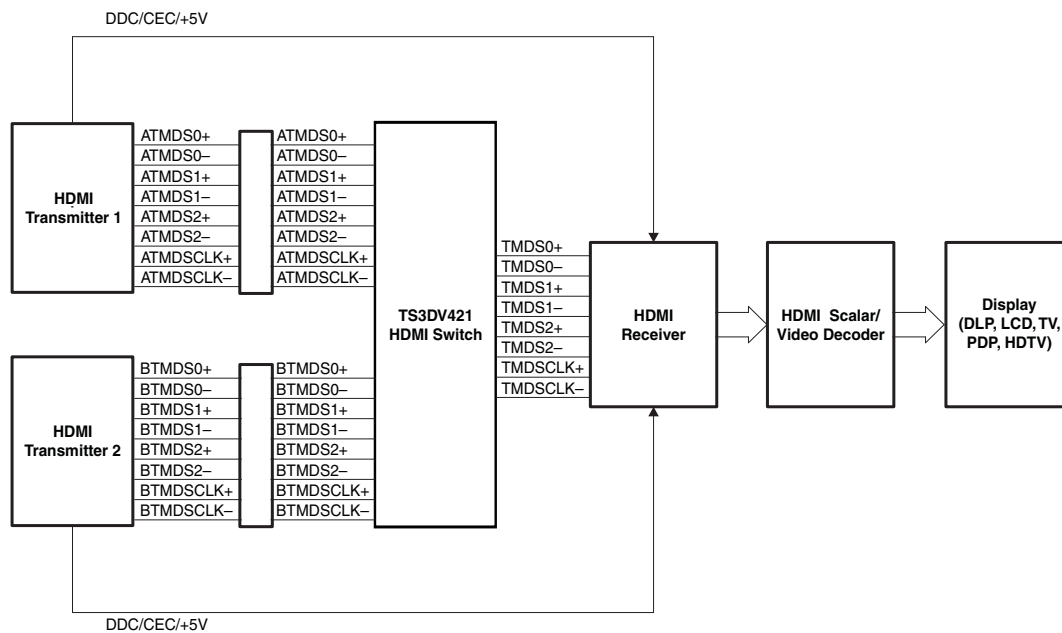 DDC/CEC/+5V
HDMI
Transmitter 1
ATMDS0+
ATMDS0–
ATMDS1+
ATMDS1–
ATMDS2+
ATMDS2–
ATMDSCLK+
ATMDSCLK–
ATMDS0+
ATMDS0–
ATMDS1+
ATMDS1–
ATMDS2+
ATMDS2–
ATMDSCLK+
ATMDSCLK–
HDMI
Transmitter 2
BTMDS0+
BTMDS0–
BTMDS1+
BTMDS1–
BTMDS2+
BTMDS2–
BTMDSCLK+
BTMDSCLK–
BTMDS0+
BTMDS0–
BTMDS1+
BTMDS1–
BTMDS2+
BTMDS2–
BTMDSCLK+
BTMDSCLK–
TS3DV421
HDMI Switch
TMDS0+
TMDS0–
TMDS1+
TMDS1–
TMDS2+
TMDS2–
TMDSCLK+
TMDSCLK–
HDMI
Receiver
HDMI Scalar/
Video Decoder
Display
(DLP, LCD, TV,
PDP, HDTV)
DDC/CEC/+5V